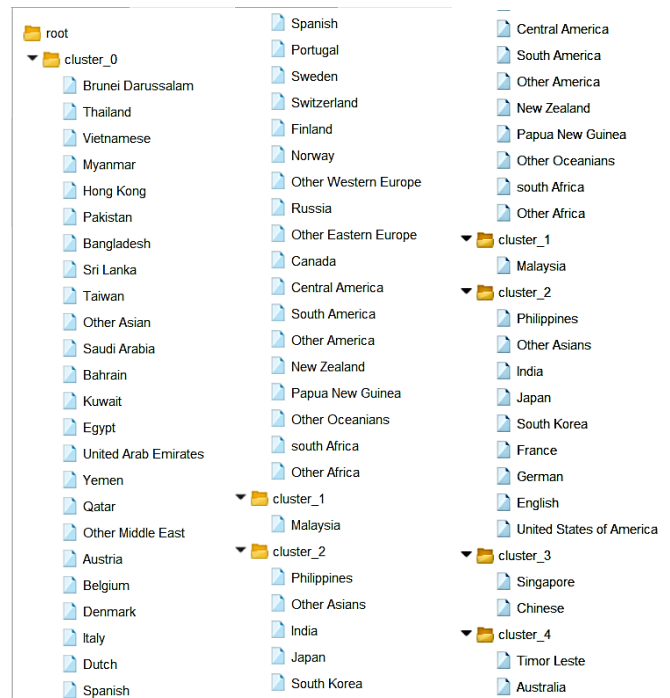 root
cluster_0
Brunei Darussalam
Thailand
Vietnamese
Myanmar
Hong Kong
Pakistan
Bangladesh
Sri Lanka
Taiwan
Other Asian
Saudi Arabia
Bahrain
Kuwait
Egypt
United Arab Emirates
Yemen
Qatar
Other Middle East
Austria
Belgium
Denmark
Italy
Dutch
Spanish
Spanish
Portugal
Sweden
Switzerland
Finland
Norway
Other Western Europe
Russia
Other Eastern Europe
Canada
Central America
South America
Other America
New Zealand
Papua New Guinea
Other Oceanians
south Africa
Other Africa
cluster_1
Malaysia
cluster_2
Philippines
Other Asians
India
Japan
South Korea
Central America
South America
Other America
New Zealand
Papua New Guinea
Other Oceanians
south Africa
Other Africa
cluster_1
Malaysia
cluster_2
Philippines
Other Asians
India
Japan
South Korea
France
German
English
United States of America
cluster_3
Singapore
Chinese
cluster_4
Timor Leste
Australia